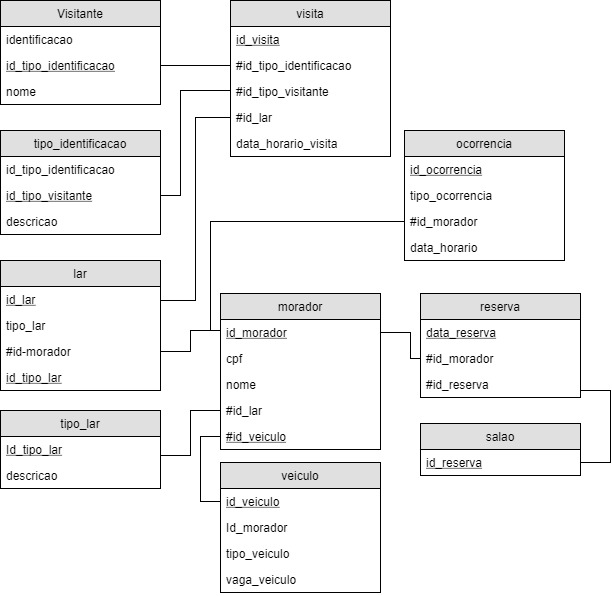 Visitante
identificacao
id_tipo_identificacao
nome
visita
id_visita
#id_tipo_identificacao
#id_tipo_visitante
#id_lar
data_horario_visita
tipo_identificacao
id_tipo_identificacao
id_tipo_visitante
descricao
ocorrencia
id_ocorrencia
tipo_ocorrencia
#id_morador
data_horario
lar
id_lar
tipo_lar
#id-morador
id_tipo_lar
morador
id_morador
cpf
nome
#id_lar
#id_veiculo
reserva
data_reserva
#id_morador
#id_reserva
tipo_lar
Id_tipo_lar
descricao
salao
id_reserva
veiculo
id_veiculo
Id_morador
tipo_veiculo
vaga_veiculo